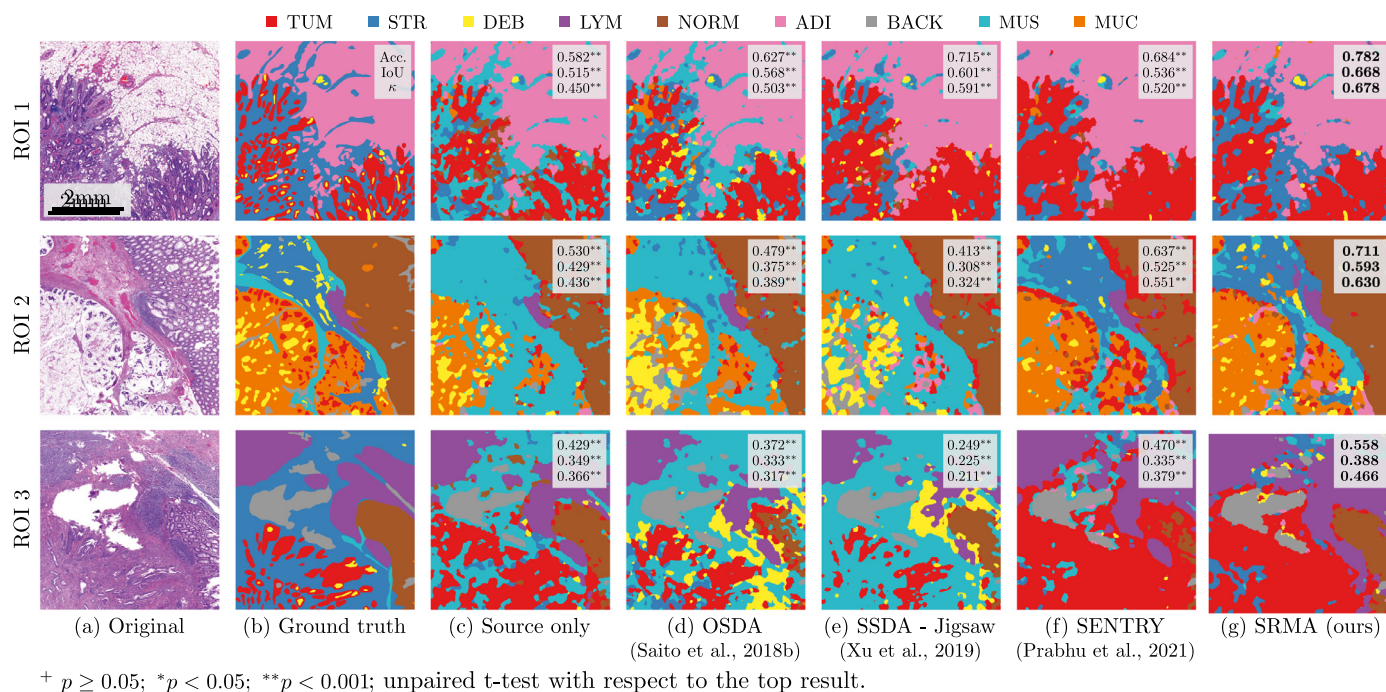 TUM STR DEB LYM NORM ADI BACK MUS MUC
ROI 1
2mm
Acc.
IoU
κ
0.582**
0.515**
0.450**
0.627**
0.568**
0.503**
0.715**
0.601**
0.591**
0.684**
0.536**
0.520**
0.782
0.668
0.678
ROI 2
0.530**
0.429**
0.436**
0.479**
0.375**
0.389**
0.413**
0.308**
0.324**
0.637**
0.525**
0.551**
0.711
0.593
0.630
ROI 3
0.429**
0.349**
0.366**
0.372**
0.333**
0.317**
0.249**
0.225**
0.211**
0.470**
0.335**
0.379**
0.558
0.388
0.466
(a) Original
(b) Ground truth
(c) Source only
(d) OSDA
(Saito et al., 2018b)
(e) SSDA - Jigsaw
(Xu et al., 2019)
(f) SENTRY
(Prabhu et al., 2021)
(g) SRMA (ours)
+ p ≥ 0.05; *p < 0.05; **p < 0.001; unpaired t-test with respect to the top result.